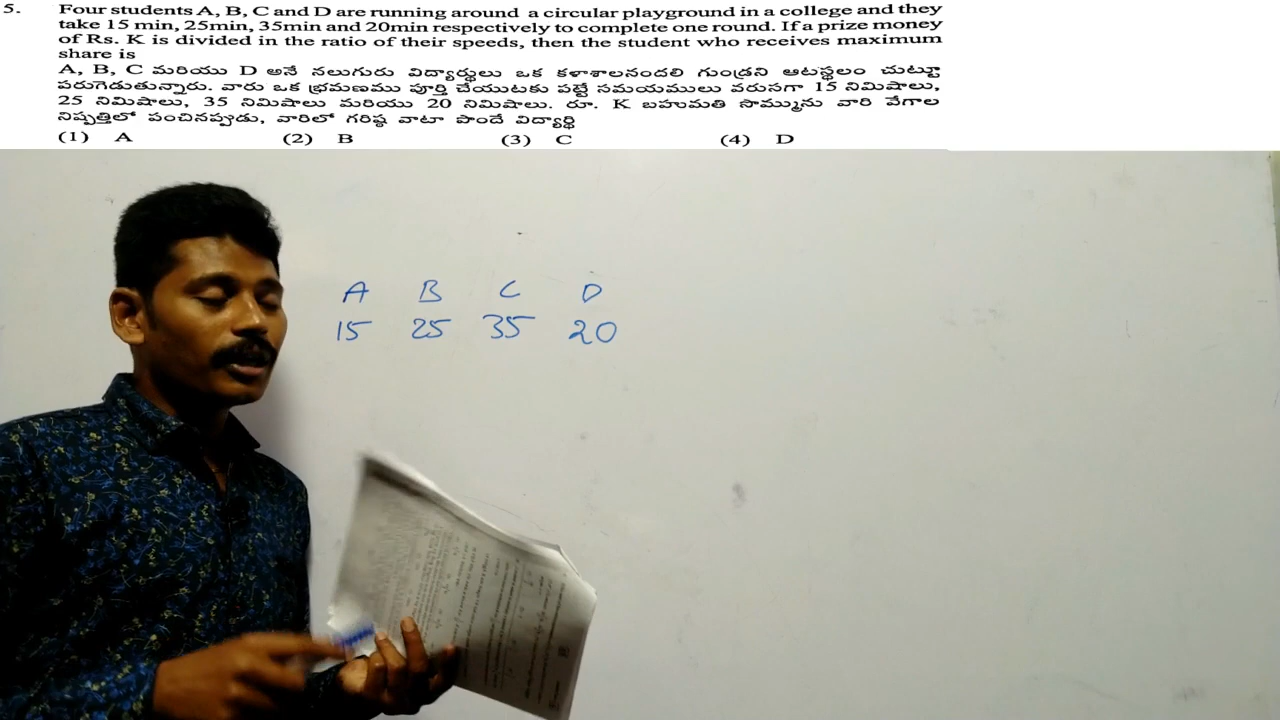 5. Four students A, B, C and D are running around a circular playground in a college and they
take 15 min, 25min, 35min and 20min respectively to complete one round. If a prize money
of Rs. K is divided in the ratio of their speeds, then the student who receives maximum
share is
A, B, C మరియు D అనే నలుగురు విద్యార్థులు ఒక కళాశాలనందలి గుండ్రని ఆటస్థలం చుట్టూ
పరుగెడుతున్నారు. వారు ఒక భ్రమణము పూర్తి చేయుటకు పట్టే సమయములు వరుసగా 15 నిమిషాలు,
25 నిమిషాలు, 35 నిమిషాలు మరియు 20 నిమిషాలు. రూ. K బహుమతి సొమ్మును వారి వేగాల
నిష్పత్తిలో పంచినప్పుడు, వారిలో గరిష్ఠ వాటా పొందే విద్యార్థి
(1) A (2) B (3) C (4) D
A B C D
15 25 35 20